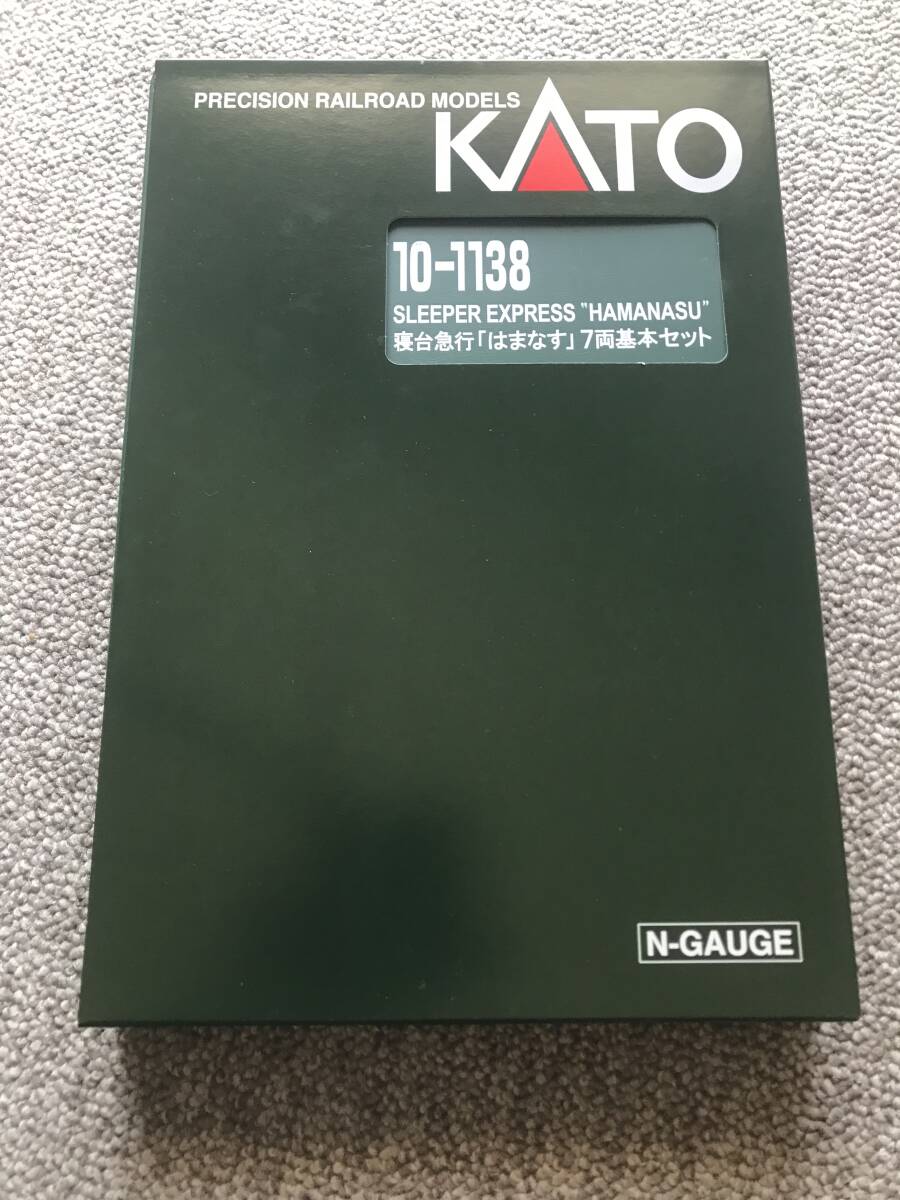 PRECISION RAILROAD MODELS
KATO
10-1138
SLEEPER EXPRESS "HAMANASU"
寝台急行「はまなす」7両基本セット
N-GAUGE